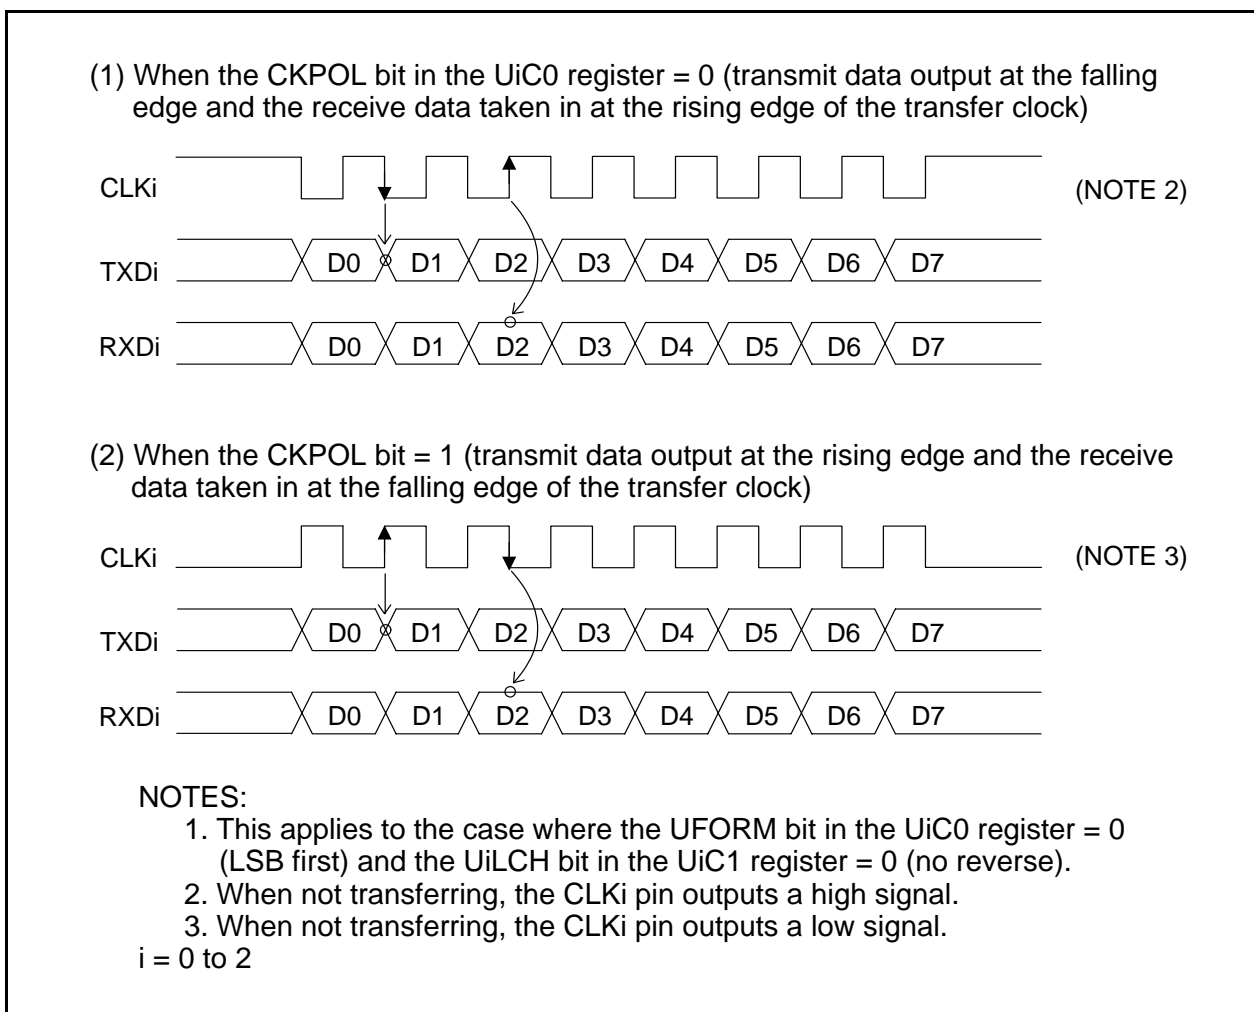 (1) When the CKPOL bit in the UiC0 register = 0 (transmit data output at the falling
edge and the receive data taken in at the rising edge of the transfer clock)
CLKi
(NOTE 2)
TXDi D0 D1 D2 D3 D4 D5 D6 D7
RXDi D0 D1 D2 D3 D4 D5 D6 D7
(2) When the CKPOL bit = 1 (transmit data output at the rising edge and the receive
data taken in at the falling edge of the transfer clock)
CLKi
(NOTE 3)
TXDi D0 D1 D2 D3 D4 D5 D6 D7
RXDi D0 D1 D2 D3 D4 D5 D6 D7
NOTES:
1. This applies to the case where the UFORM bit in the UiC0 register = 0
(LSB first) and the UiLCH bit in the UiC1 register = 0 (no reverse).
2. When not transferring, the CLKi pin outputs a high signal.
3. When not transferring, the CLKi pin outputs a low signal.
i = 0 to 2